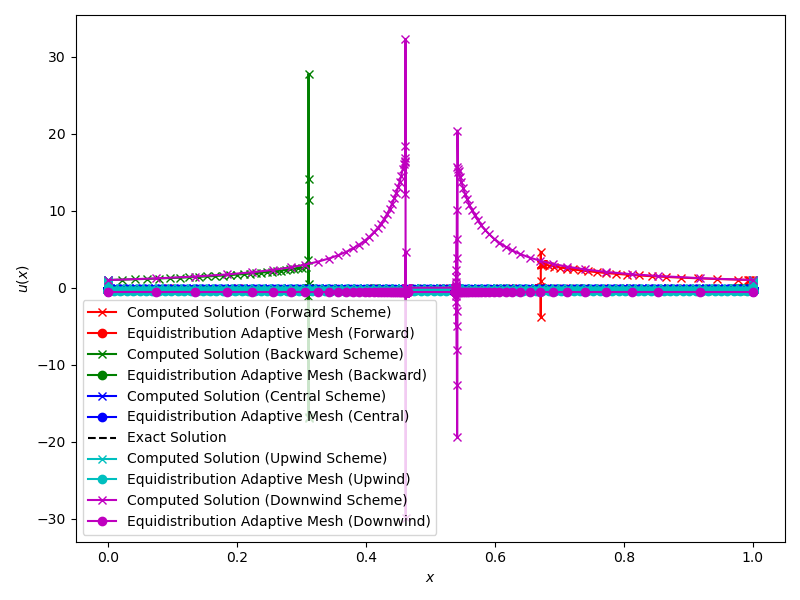 30
20
10
0
−10
−20
−30
u(x)
Computed Solution (Forward Scheme)
Equidistribution Adaptive Mesh (Forward)
Computed Solution (Backward Scheme)
Equidistribution Adaptive Mesh (Backward)
Computed Solution (Central Scheme)
Equidistribution Adaptive Mesh (Central)
Exact Solution
Computed Solution (Upwind Scheme)
Equidistribution Adaptive Mesh (Upwind)
Computed Solution (Downwind Scheme)
Equidistribution Adaptive Mesh (Downwind)
0.0 0.2 0.4 0.6 0.8 1.0
x